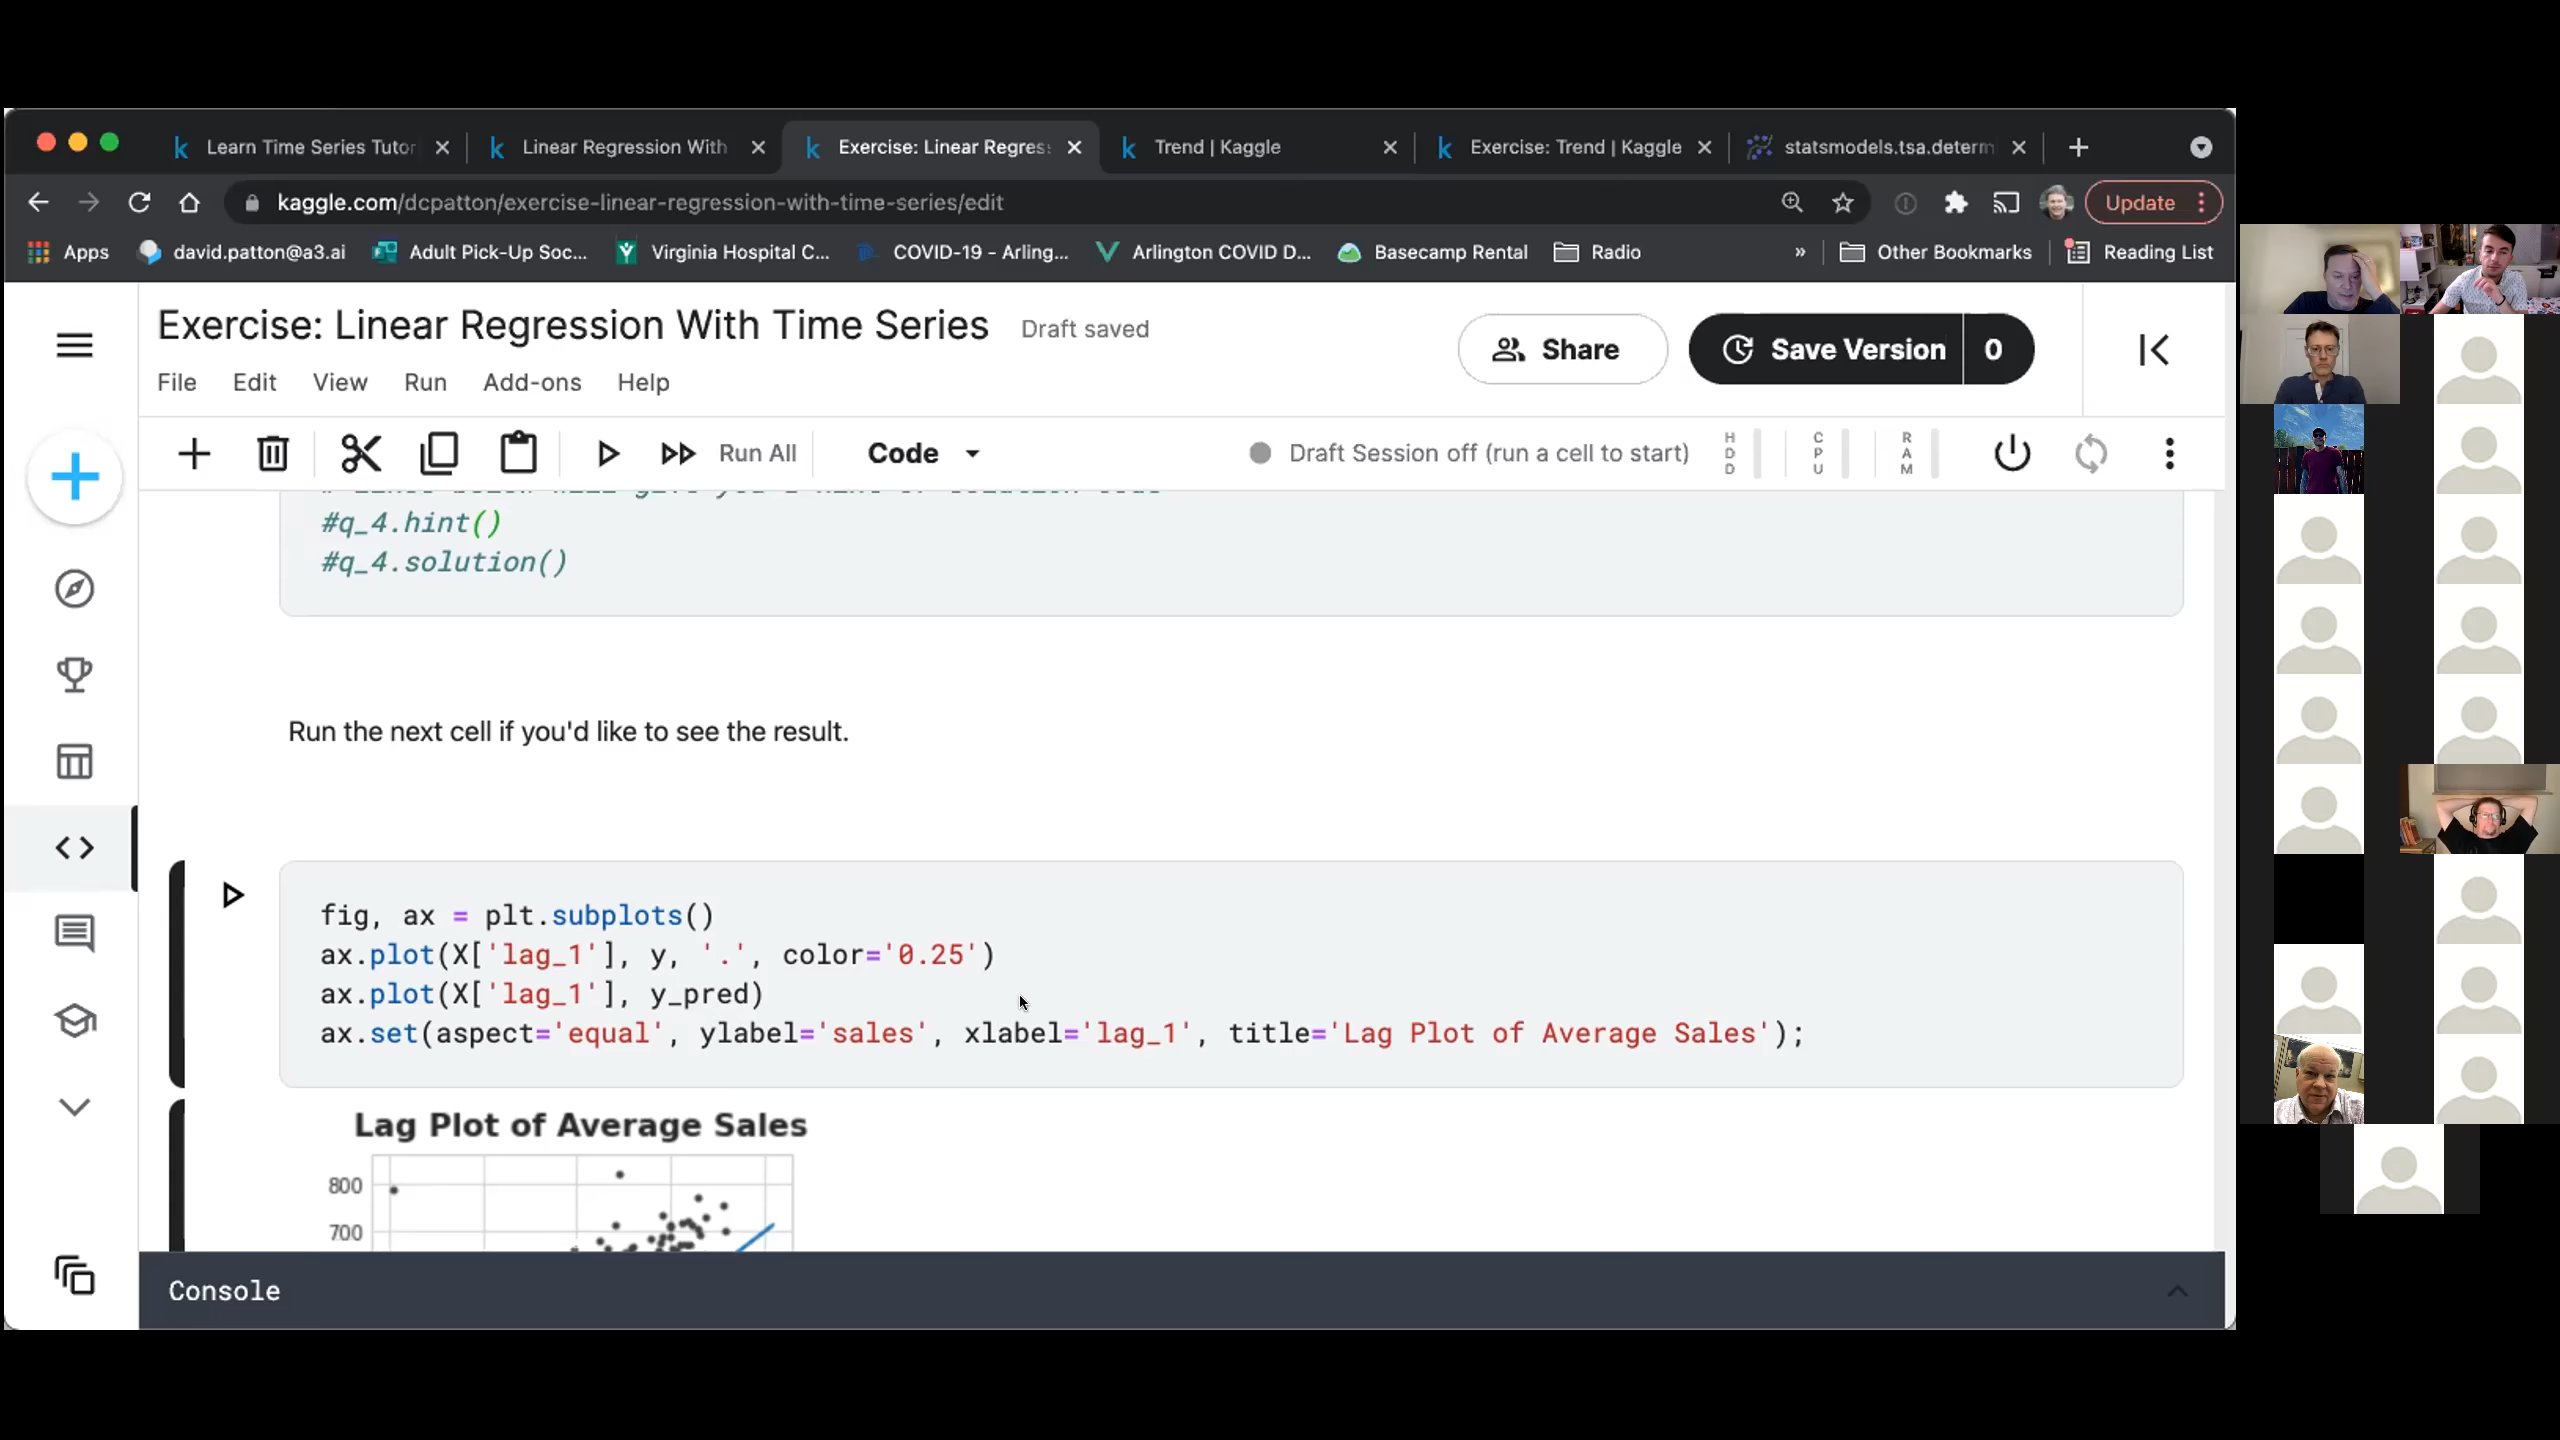 Learn Time Series Tutor
Linear Regression With
Exercise: Linear Regres
Trend | Kaggle
Exercise: Trend | Kaggle
statsmodels.tsa.determ
kaggle.com/dcpatton/exercise-linear-regression-with-time-series/edit
Update
Apps
david.patton@a3.ai
Adult Pick-Up Soc...
Virginia Hospital C...
COVID-19 - Arling...
Arlington COVID D...
Basecamp Rental
Radio
»
Other Bookmarks
Reading List
Exercise: Linear Regression With Time Series
Draft saved
Share
Save Version
0
File
Edit
View
Run
Add-ons
Help
Run All
Code
Draft Session off (run a cell to start)
HDD
CPU
RAM
#q_4.hint()
#q_4.solution()
Run the next cell if you'd like to see the result.
fig, ax = plt.subplots()
ax.plot(X['lag_1'], y, '.', color='0.25')
ax.plot(X['lag_1'], y_pred)
ax.set(aspect='equal', ylabel='sales', xlabel='lag_1', title='Lag Plot of Average Sales');
Lag Plot of Average Sales
800
700
Console